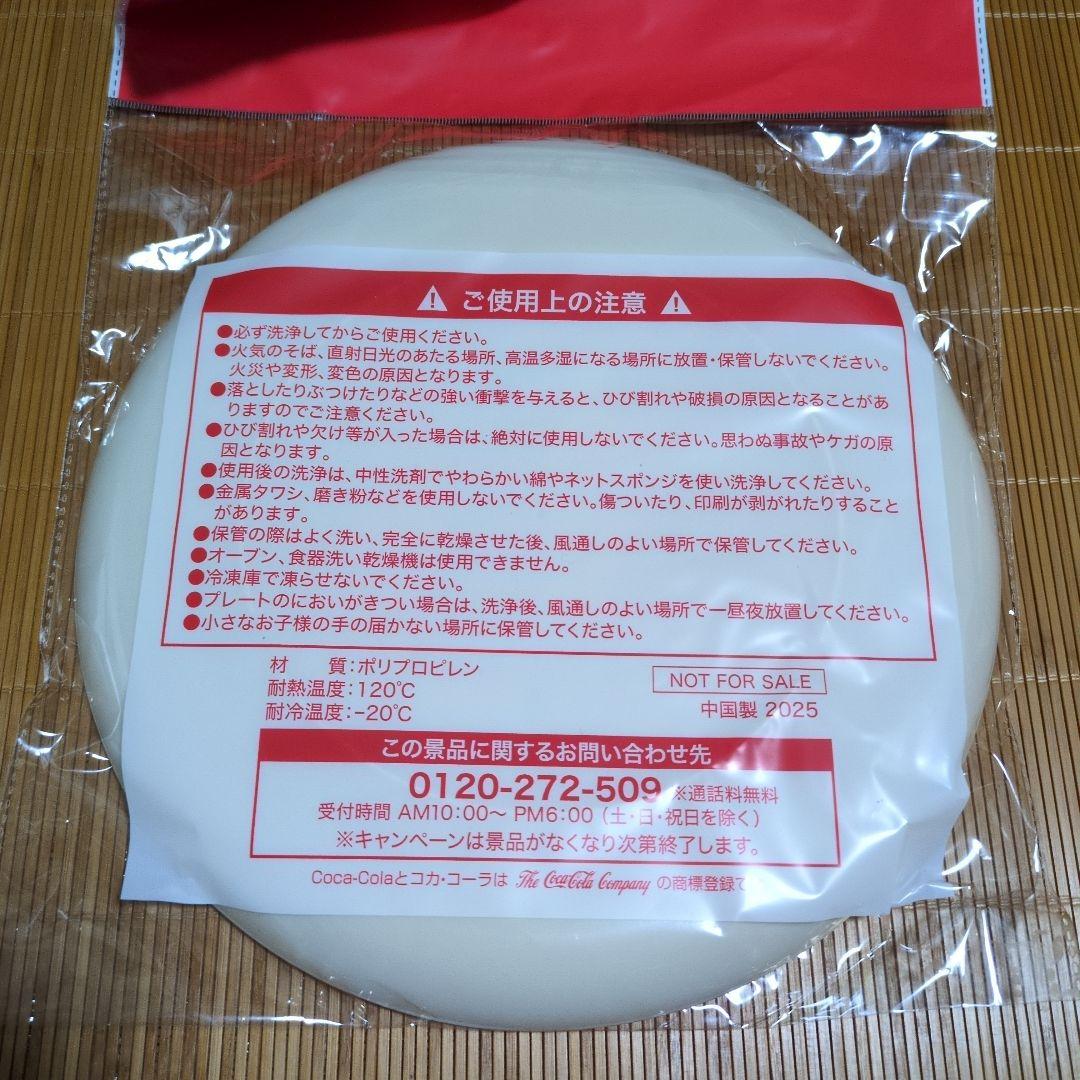 ご使用上の注意
●必ず洗浄してからご使用ください。
●火気のそば、直射日光のあたる場所、高温多湿になる場所に放置・保管しないでください。
火災や変形、変色の原因となります。
●落としたりぶつけたりなどの強い衝撃を与えると、ひび割れや破損の原因となることがあ
りますのでご注意ください。
●ひび割れや欠け等が入った場合は、絶対に使用しないでください。思わぬ事故やケガの原
因となります。
●使用後の洗浄は、中性洗剤でやわらかい綿やネットスポンジを使い洗浄してください。
●金属タワシ、磨き粉などを使用しないでください。傷ついたり、印刷が剥がれたりすること
があります。
●保管の際はよく洗い、完全に乾燥させた後、風通しのよい場所で保管してください。
●オーブン、食器洗い乾燥機は使用できません。
●冷凍庫で凍らせないでください。
●プレートのにおいがきつい場合は、洗浄後、風通しのよい場所で一昼夜放置してください。
●小さなお子様の手の届かない場所に保管してください。
材　　質：ポリプロピレン
耐熱温度：120℃
耐冷温度：−20℃
NOT FOR SALE
中国製 2025
この景品に関するお問い合わせ先
0120-272-509 ※通話料無料
受付時間 AM10:00〜 PM6:00（土・日・祝日を除く）
※キャンペーンは景品がなくなり次第終了します。
Coca-Colaとコカ・コーラは The Coca-Cola Company の商標登録で